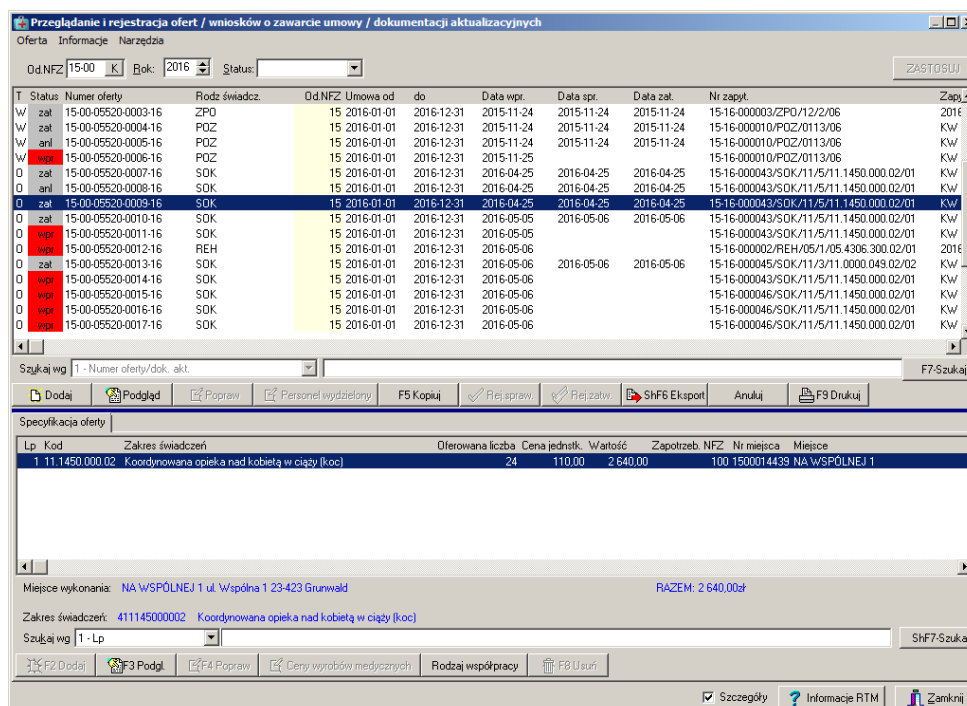 Przeglądanie i rejestracja ofert / wniosków o zawarcie umowy / dokumentacji aktualizacyjnych
Oferta Informacje Narzędzia
Od.NFZ 15-00 K Rok: 2016 Status: ZASTOSUJ
T Status Numer oferty Rodz świadcz. Od.NFZ Umowa od do Data wpr. Data spr. Data zat. Nr zapyt.
W zat 15-00-05520-0003-16 ZPO 15 2016-01-01 2016-12-31 2015-11-24 2015-11-24 2015-11-24 15-16-000003/ZPO/12/2/06 2016
W zat 15-00-05520-0004-16 POZ 15 2016-01-01 2016-12-31 2015-11-24 2015-11-24 2015-11-24 15-16-000010/POZ/0113/06 KW
W anl 15-00-05520-0005-16 POZ 15 2016-01-01 2016-12-31 2015-11-24 2015-11-24 2015-11-24 15-16-000010/POZ/0113/06 KW
W wpr 15-00-05520-0006-16 POZ 15 2016-01-01 2016-12-31 2015-11-25 15-16-000010/POZ/0113/06 KW
O zat 15-00-05520-0007-16 SOK 15 2016-01-01 2016-12-31 2016-04-25 2016-04-25 2016-04-25 15-16-000043/SOK/11/5/11.1450.000.02/01 KW
O anl 15-00-05520-0008-16 SOK 15 2016-01-01 2016-12-31 2016-04-25 2016-04-25 2016-04-25 15-16-000043/SOK/11/5/11.1450.000.02/01 KW
O zat 15-00-05520-0009-16 SOK 15 2016-01-01 2016-12-31 2016-04-25 2016-04-25 2016-04-25 15-16-000043/SOK/11/5/11.1450.000.02/01 KW
O zat 15-00-05520-0010-16 SOK 15 2016-01-01 2016-12-31 2016-05-05 2016-05-06 2016-05-06 15-16-000043/SOK/11/5/11.1450.000.02/01 KW
O wpr 15-00-05520-0011-16 SOK 15 2016-01-01 2016-12-31 2016-05-05 15-16-000043/SOK/11/5/11.1450.000.02/01 KW
O wpr 15-00-05520-0012-16 REH 15 2016-01-01 2016-12-31 2016-05-06 15-16-000002/REH/05/1/05.4306.300.02/01 2016
O zat 15-00-05520-0013-16 SOK 15 2016-01-01 2016-12-31 2016-05-06 2016-05-06 2016-05-06 15-16-000045/SOK/11/3/11.0000.049.02/02 KW
O wpr 15-00-05520-0014-16 SOK 15 2016-01-01 2016-12-31 2016-05-06 15-16-000046/SOK/11/5/11.1450.000.02/01 KW
O wpr 15-00-05520-0015-16 SOK 15 2016-01-01 2016-12-31 2016-05-06 15-16-000046/SOK/11/5/11.1450.000.02/01 KW
O wpr 15-00-05520-0016-16 SOK 15 2016-01-01 2016-12-31 2016-05-06 15-16-000046/SOK/11/5/11.1450.000.02/01 KW
O wpr 15-00-05520-0017-16 SOK 15 2016-01-01 2016-12-31 2016-05-06 15-16-000046/SOK/11/5/11.1450.000.02/01 KW
Szukaj wg 1 - Numer oferty/dok. akt. F7-Szukaj
Dodaj Podgląd Popraw Personel wydzielony F5 Kopiuj Rej.spraw. Rej.zatw. ShF6 Eksport Anuluj F9 Drukuj
Specyfikacja oferty
Lp Kod Zakres świadczeń Oferowana liczba Cena jednstk. Wartość Zapotrzeb. NFZ Nr miejsca Miejsce
1 11.1450.000.02 Koordynowana opieka nad kobietą w ciąży (koc) 24 110,00 2 640,00 100 1500014439 NA WSPÓLNEJ 1
Miejsce wykonania: NA WSPÓLNEJ 1 ul. Wspólna 1 23-423 Grunwald RAZEM: 2 640,00zł
Zakres świadczeń: 411145000002 Koordynowana opieka nad kobietą w ciąży (koc)
Szukaj wg 1 - Lp ShF7-Szuka
F2 Dodaj F3 Podgl. F4 Popraw Ceny wyrobów medycznych Rodzaj współpracy F8 Usuń
Szczegóły Informacje RTM Zamknij